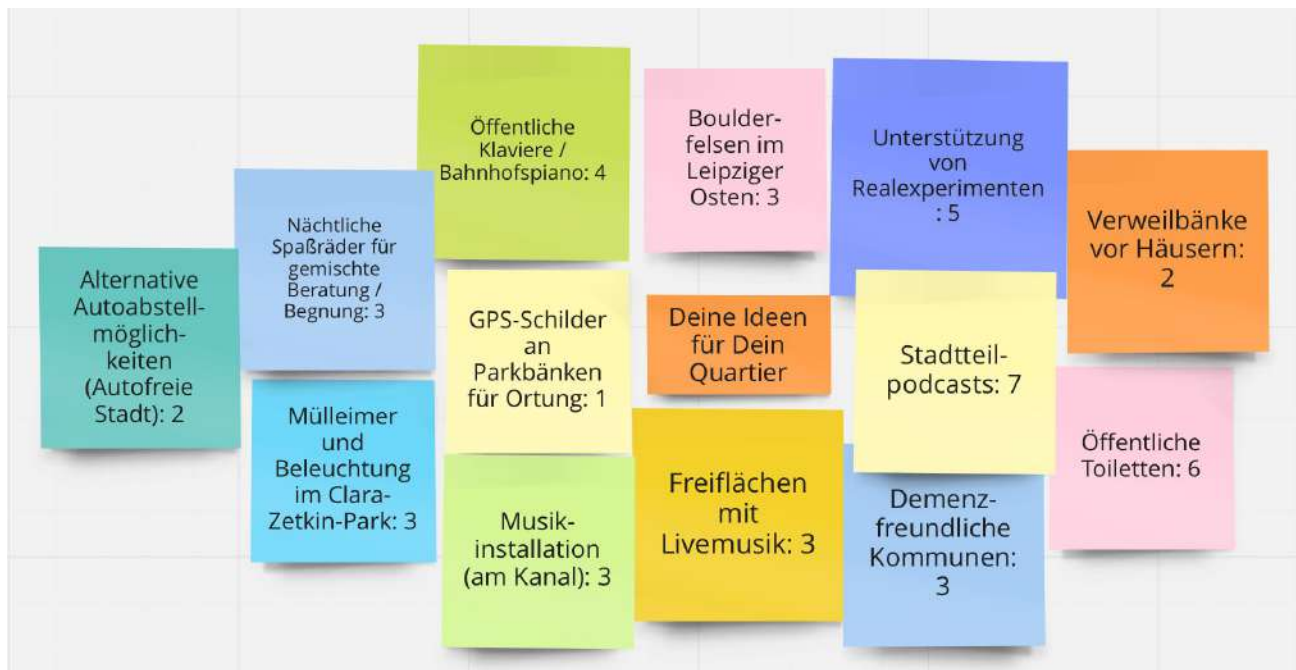 Öffentliche
Klaviere /
Bahnhofspiano: 4
Boulder-
felsen im
Leipziger
Osten: 3
Unterstützung
von
Realexperimenten
: 5
Verweilbänke
vor Häusern:
2
Nächtliche
Spaßräder für
gemischte
Beratung /
Begnung: 3
Alternative
Autoabstell-
möglich-
keiten
(Autofreie
Stadt): 2
GPS-Schilder
an
Parkbänken
für Ortung: 1
Deine Ideen
für Dein
Quartier
Stadtteil-
podcasts: 7
Mülleimer
und
Beleuchtung
im Clara-
Zetkin-Park: 3
Musik-
installation
(am Kanal): 3
Freiflächen
mit
Livemusik: 3
Demenz-
freundliche
Kommunen:
3
Öffentliche
Toiletten: 6